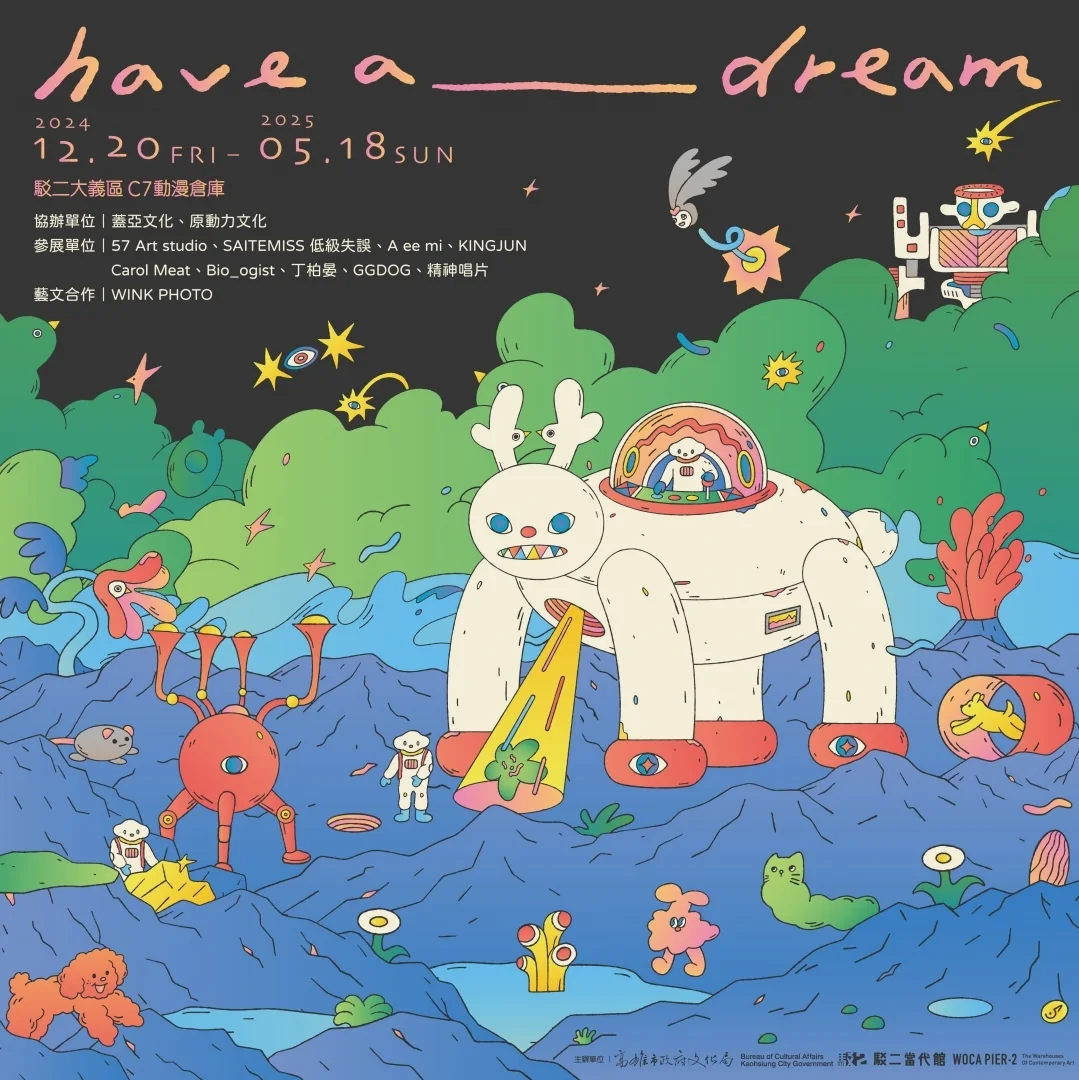 have a ______ dream
2024 2025
12.20 FRI – 05.18 SUN
駁二大義區 C7動漫倉庫
協辦單位｜蓋亞文化、原動力文化
參展單位｜57 Art studio、SAITEMISS 低級失誤、A ee mi、KINGJUN
Carol Meat、Bio_ogist、丁柏晏、GGDOG、精神唱片
藝文合作｜WINK PHOTO
主辦單位｜高雄市政府文化局 Bureau of Cultural Affairs Kaohsiung City Government 駁二 駁二當代館 WOCA PIER-2 The Warehouses Of Contemporary Art